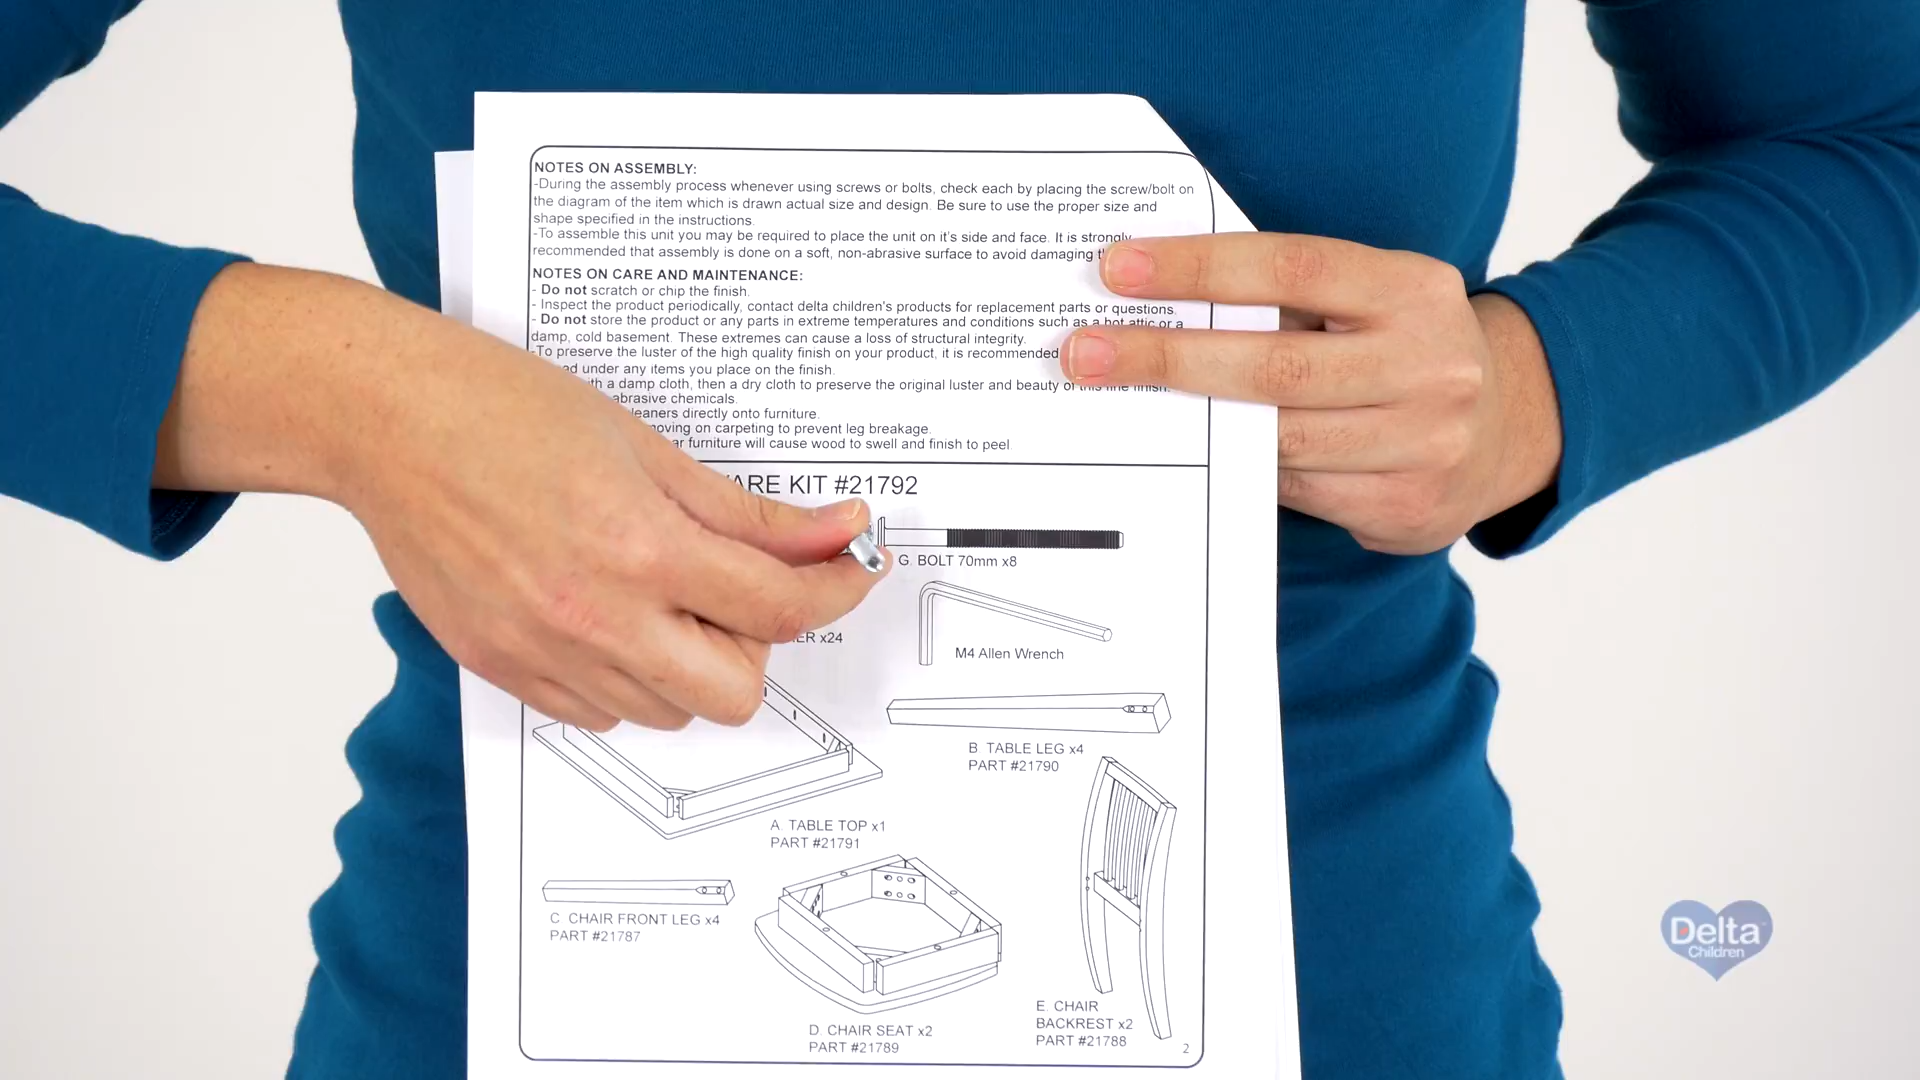 NOTES ON ASSEMBLY:
-During the assembly process whenever using screws or bolts, check each by placing the screw/bolt on
the diagram of the item which is drawn actual size and design. Be sure to use the proper size and
shape specified in the instructions.
-To assemble this unit you may be required to place the unit on it's side and face. It is strongly
recommended that assembly is done on a soft, non-abrasive surface to avoid damaging
NOTES ON CARE AND MAINTENANCE:
- Do not scratch or chip the finish.
- Inspect the product periodically, contact delta children's products for replacement parts or questions.
- Do not store the product or any parts in extreme temperatures and conditions such as a hot attic or a
damp, cold basement. These extremes can cause a loss of structural integrity.
-To preserve the luster of the high quality finish on your product, it is recommended
under any items you place on the finish.
a damp cloth, then a dry cloth to preserve the original luster and beauty of this fine finish.
abrasive chemicals.
directly onto furniture.
on carpeting to prevent leg breakage.
furniture will cause wood to swell and finish to peel
KIT #21792
G. BOLT 70mm x8
x24
M4 Allen Wrench
B TABLE LEG x4
PART #21790
A. TABLE TOP x1
PART #21791
C CHAIR FRONT LEG x4
PART #21787
D. CHAIR SEAT x2
PART #21789
E. CHAIR
BACKREST x2
PART #21788
2
Delta
Children